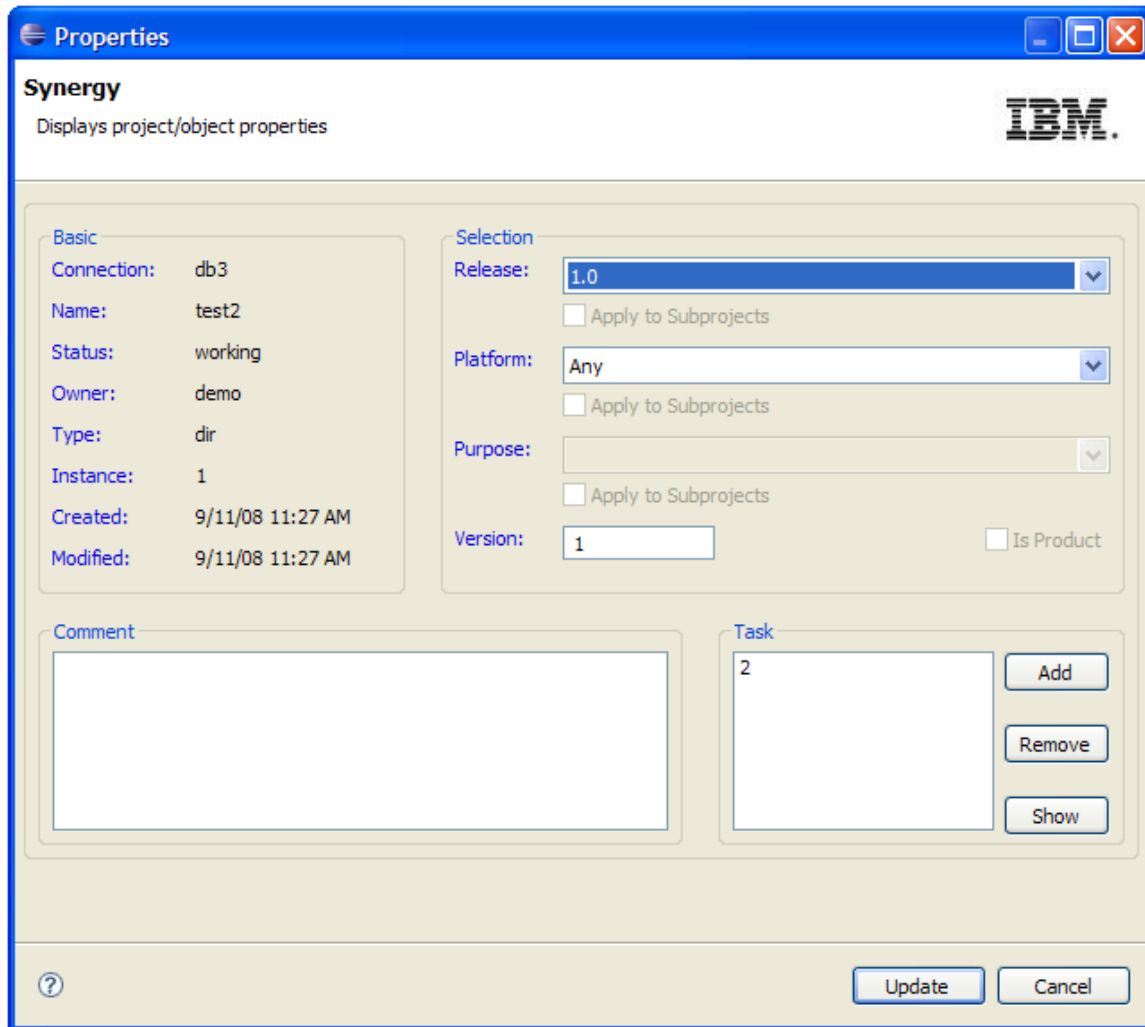 Properties
Synergy
Displays project/object properties
IBM.
Basic
Connection: db3
Name: test2
Status: working
Owner: demo
Type: dir
Instance: 1
Created: 9/11/08 11:27 AM
Modified: 9/11/08 11:27 AM
Selection
Release: 1.0
Apply to Subprojects
Platform: Any
Apply to Subprojects
Purpose:
Apply to Subprojects
Version: 1 Is Product
Comment
Task
2
Add
Remove
Show
? Update Cancel